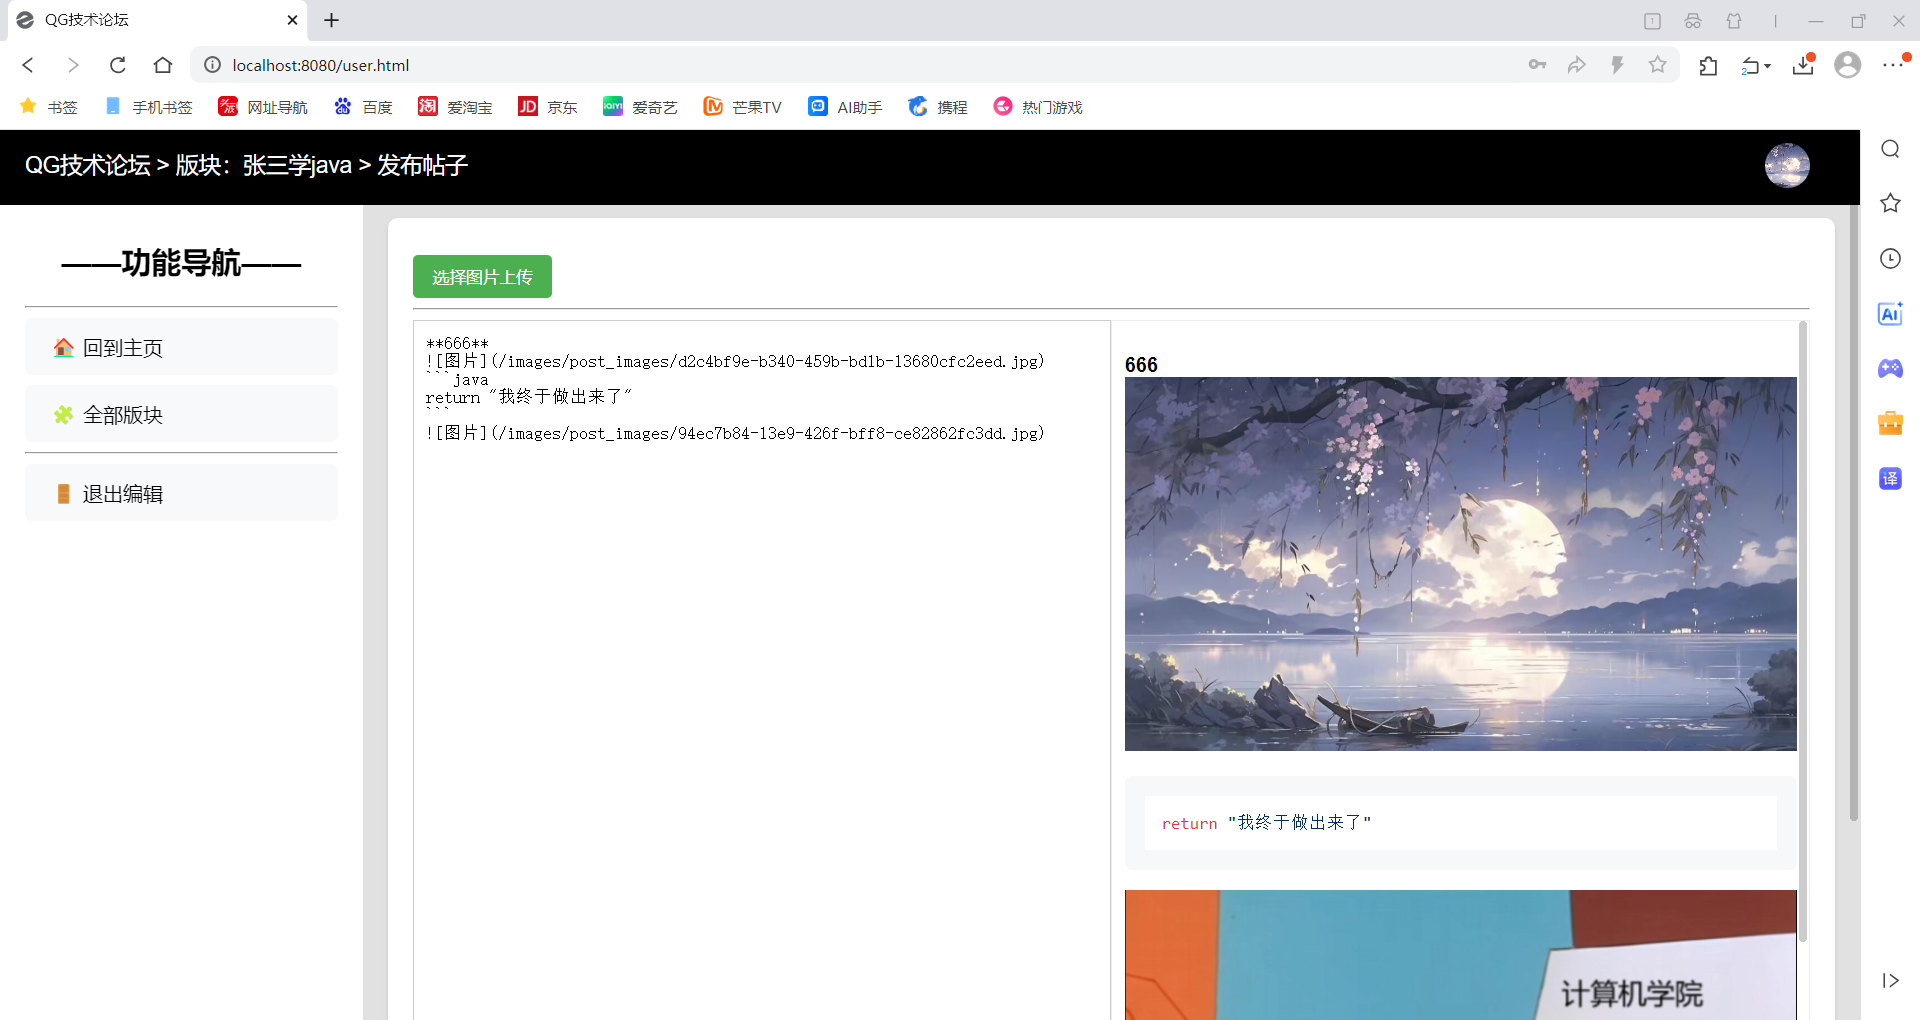 QG技术论坛
localhost:8080/user.html
书签 手机书签 网址导航 百度 爱淘宝 京东 爱奇艺 芒果TV AI助手 携程 热门游戏
QG技术论坛 > 版块：张三学java > 发布帖子
——功能导航——
回到主页
全部版块
退出编辑
选择图片上传
**666**
![图片](/images/post_images/d2c4bf9e-b340-459b-bd1b-13680cfc2eed.jpg)
```java
return "我终于做出来了"
```
![图片](/images/post_images/94ec7b84-13e9-426f-bff8-ce82862fc3dd.jpg)
666
return "我终于做出来了"
计算机学院